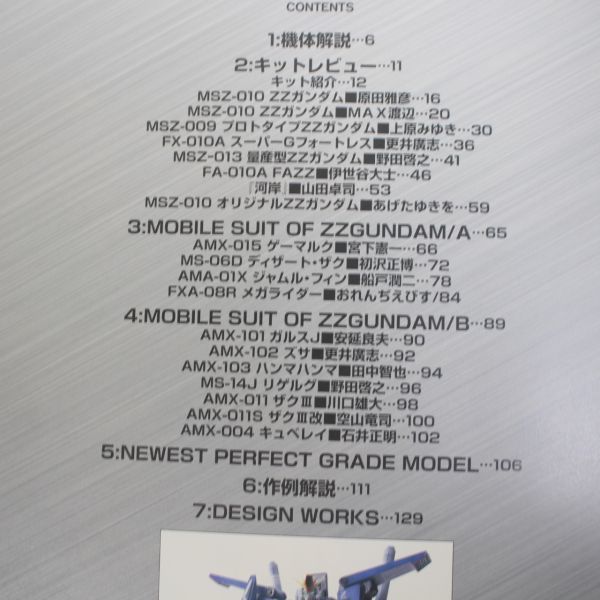 CONTENTS
1:機体解説…6
2:キットレビュー…11
キット紹介…12
MSZ-010 ZZガンダム■原田雅彦…16
MSZ-010 ZZガンダム■MAX渡辺…20
MSZ-009 プロトタイプZZガンダム■上原みゆき…30
FX-010A スーパーGフォートレス■更井廣志…36
MSZ-013 量産型ZZガンダム■野田啓之…41
FA-010A FAZZ■伊世谷大士…46
『河岸』■山田卓司…53
MSZ-010 オリジナルZZガンダム■あげたゆきを…59
3:MOBILE SUIT OF ZZGUNDAM/A…65
AMX-015 ゲーマルク■宮下憲一…66
MS-06D ディザート・ザク■初沢正博…72
AMA-01X ジャムル・フィン■船戸潤二…78
FXA-08R メガライダー■おれんぢえびす/84
4:MOBILE SUIT OF ZZGUNDAM/B…89
AMX-101 ガルスJ■安延良夫…90
AMX-102 ズサ■更井廣志…92
AMX-103 ハンマハンマ■田中智也…94
MS-14J リゲルグ■野田啓之…96
AMX-011 ザクⅢ■川口雄大…98
AMX-011S ザクⅢ改■空山竜司…100
AMX-004 キュベレイ■石井正明…102
5:NEWEST PERFECT GRADE MODEL…106
6:作例解説…111
7:DESIGN WORKS…129